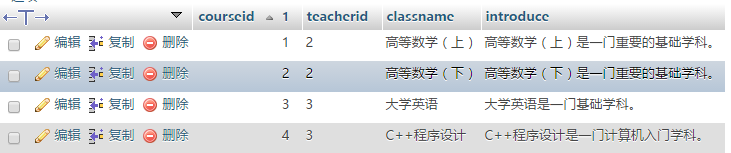 courseid 1 teacherid classname introduce
编辑 复制 删除 1 2 高等数学（上） 高等数学（上）是一门重要的基础学科。
编辑 复制 删除 2 2 高等数学（下） 高等数学（下）是一门重要的基础学科。
编辑 复制 删除 3 3 大学英语 大学英语是一门基础学科。
编辑 复制 删除 4 3 C++程序设计 C++程序设计是一门计算机入门学科。